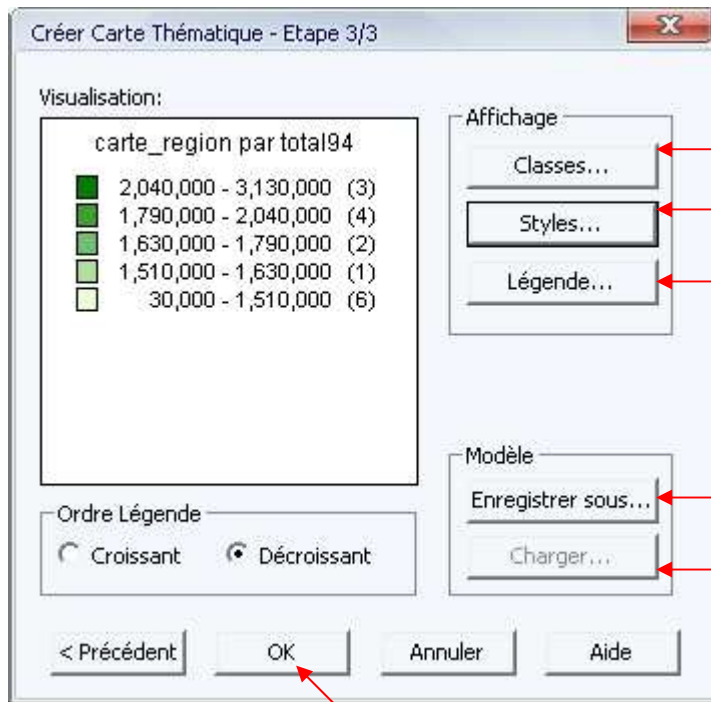 Créer Carte Thématique - Etape 3/3
Visualisation:
carte_region par total94
2,040,000 - 3,130,000 (3)
1,790,000 - 2,040,000 (4)
1,630,000 - 1,790,000 (2)
1,510,000 - 1,630,000 (1)
30,000 - 1,510,000 (6)
Affichage
Classes...
Styles...
Légende...
Ordre Légende
Croissant
Décroissant
Modèle
Enregistrer sous...
Charger...
< Précédent
OK
Annuler
Aide